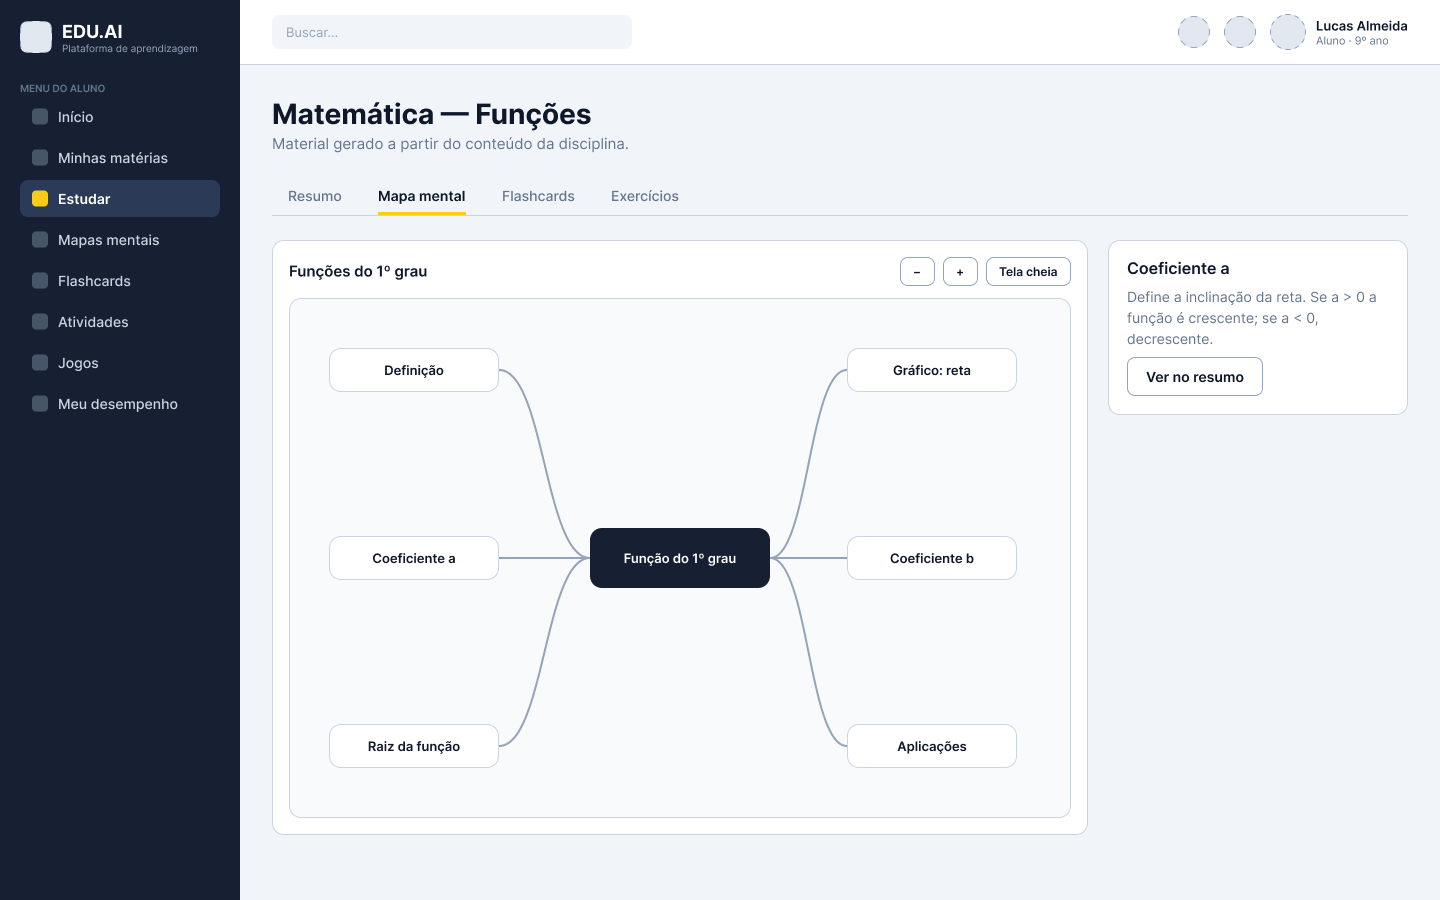 EDU.AI
Plataforma de aprendizagem
MENU DO ALUNO
Início
Minhas matérias
Estudar
Mapas mentais
Flashcards
Atividades
Jogos
Meu desempenho
Buscar...
Lucas Almeida
Aluno · 9º ano
Matemática — Funções
Material gerado a partir do conteúdo da disciplina.
Resumo
Mapa mental
Flashcards
Exercícios
Funções do 1º grau
–
+
Tela cheia
Definição
Gráfico: reta
Coeficiente a
Função do 1º grau
Coeficiente b
Raiz da função
Aplicações
Coeficiente a
Define a inclinação da reta. Se a > 0 a
função é crescente; se a < 0,
decrescente.
Ver no resumo